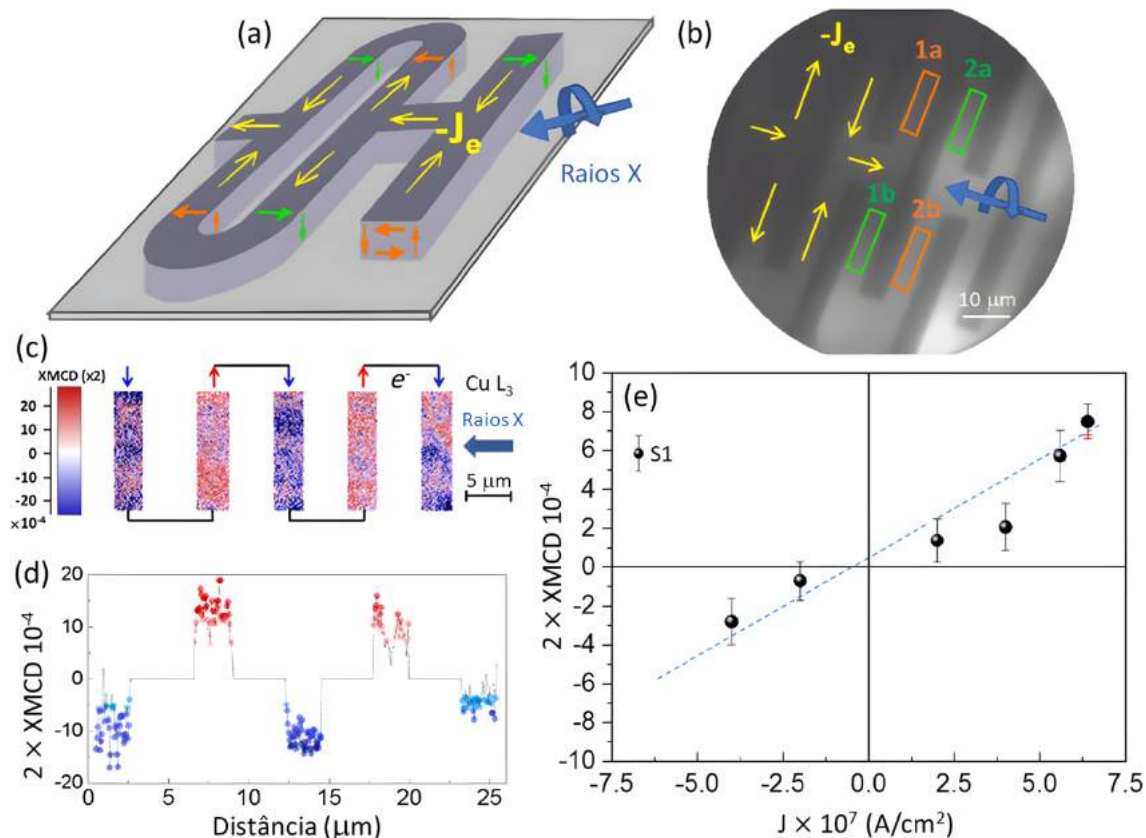 (a)
-Jₑ
Raios X
(b)
-Jₑ
1a
2a
1b
2b
10 μm
(c)
XMCD (x2)
20
10
0
-10
-20
×10⁻⁴
e⁻
Cu L₃
Raios X
5 μm
(d)
2 × XMCD 10⁻⁴
20
10
0
-10
-20
0
5
10
15
20
25
Distância (μm)
(e)
S1
2 × XMCD 10⁻⁴
10
8
6
4
2
0
-2
-4
-6
-8
-10
-7.5
-5.0
-2.5
0.0
2.5
5.0
7.5
J × 10⁷ (A/cm²)